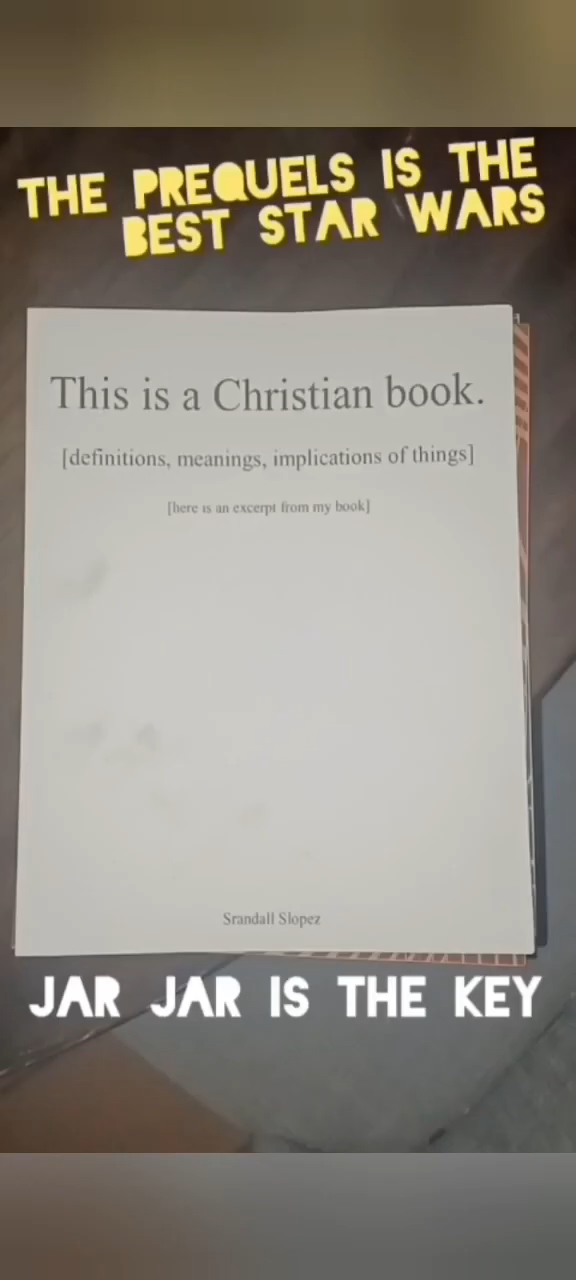 THE PREQUELS IS THE
BEST STAR WARS
This is a Christian book.
[definitions, meanings, implications of things]
[here is an excerpt from my book]
Srandall Slopez
JAR JAR IS THE KEY